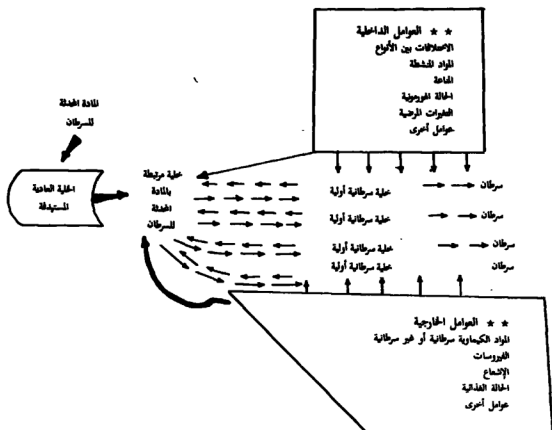 * * العوامل الداخلية
الاختلافات بين الأنواع
المواد المنشطة
المناعة
الحالة الهورمونية
التغيرات المرضية
عوامل أخرى
المادة المحدثة
للسرطان
الخلية العادية
المستهدفة
خلية مرتبطة
بالمادة
المحدثة
للسرطان
خلية سرطانية أولية
سرطان
خلية سرطانية أولية
سرطان
خلية سرطانية أولية
سرطان
خلية سرطانية أولية
سرطان
* * العوامل الخارجية
المواد الكيماوية سرطانية أو غير سرطانية
الفيروسات
الإشعاع
الحالة الغذائية
عوامل أخرى